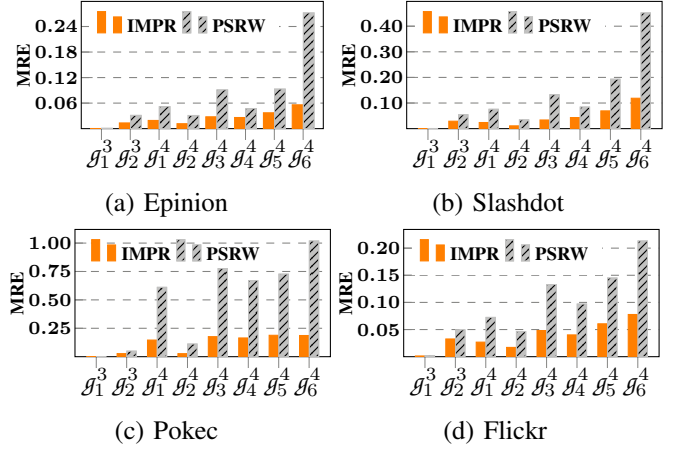 IMPR PSRW
MRE
0.24
0.18
0.12
0.06
g₁³ g₂³ g₁⁴ g₂⁴ g₃⁴ g₄⁴ g₅⁴ g₆⁴
(a) Epinion
IMPR PSRW
MRE
0.40
0.30
0.20
0.10
g₁³ g₂³ g₁⁴ g₂⁴ g₃⁴ g₄⁴ g₅⁴ g₆⁴
(b) Slashdot
IMPR PSRW
MRE
1.00
0.75
0.50
0.25
g₁³ g₂³ g₁⁴ g₂⁴ g₃⁴ g₄⁴ g₅⁴ g₆⁴
(c) Pokec
IMPR PSRW
MRE
0.20
0.15
0.10
0.05
g₁³ g₂³ g₁⁴ g₂⁴ g₃⁴ g₄⁴ g₅⁴ g₆⁴
(d) Flickr